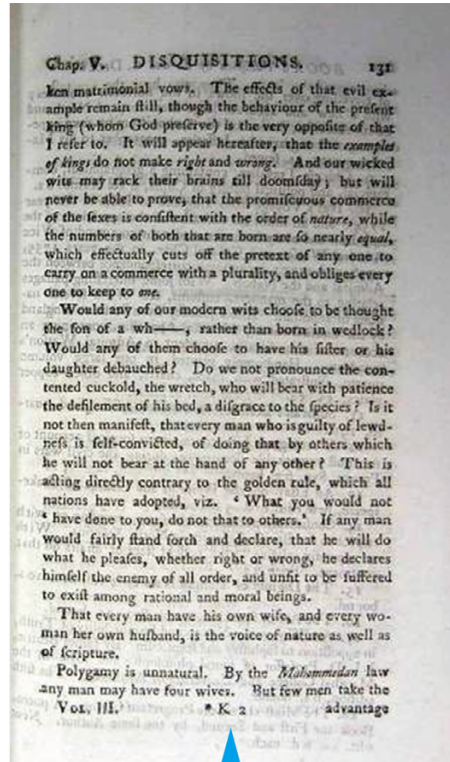 Chap. V. DISQUISITIONS. 131
ken matrimonial vows. The effects of that evil ex-
ample remain ſtill, though the behaviour of the preſent
king (whom God preſerve) is the very oppoſite of that
I refer to. It will appear hereafter, that the examples
of kings do not make right and wrong. And our wicked
wits may rack their brains till doomſday; but will
never be able to prove, that the promiſcuous commerce
of the ſexes is conſiſtent with the order of nature, while
the numbers of both that are born are ſo nearly equal,
which effectually cuts off the pretext of any one to
carry on a commerce with a plurality, and obliges every
one to keep to one.
Would any of our modern wits chooſe to be thought
the ſon of a wh——, rather than born in wedlock?
Would any of them chooſe to have his ſiſter or his
daughter debauched? Do we not pronounce the con-
tented cuckold, the wretch, who will bear with patience
the defilement of his bed, a diſgrace to the ſpecies? Is it
not then manifeſt, that every man who is guilty of lewd-
neſs is ſelf-convicted, of doing that by others which
he will not bear at the hand of any other? This is
acting directly contrary to the golden rule, which all
nations have adopted, viz. ‘ What you would not
‘ have done to you, do not that to others.’ If any man
would fairly ſtand forth and declare, that he will do
what he pleaſes, whether right or wrong, he declares
himſelf the enemy of all order, and unfit to be ſuffered
to exiſt among rational and moral beings.
That every man have his own wife, and every wo-
man her own huſband, is the voice of nature as well as
of ſcripture.
Polygamy is unnatural. By the Mahommedan law
any man may have four wives. But few men take the
Vol. III. * K 2 advantage